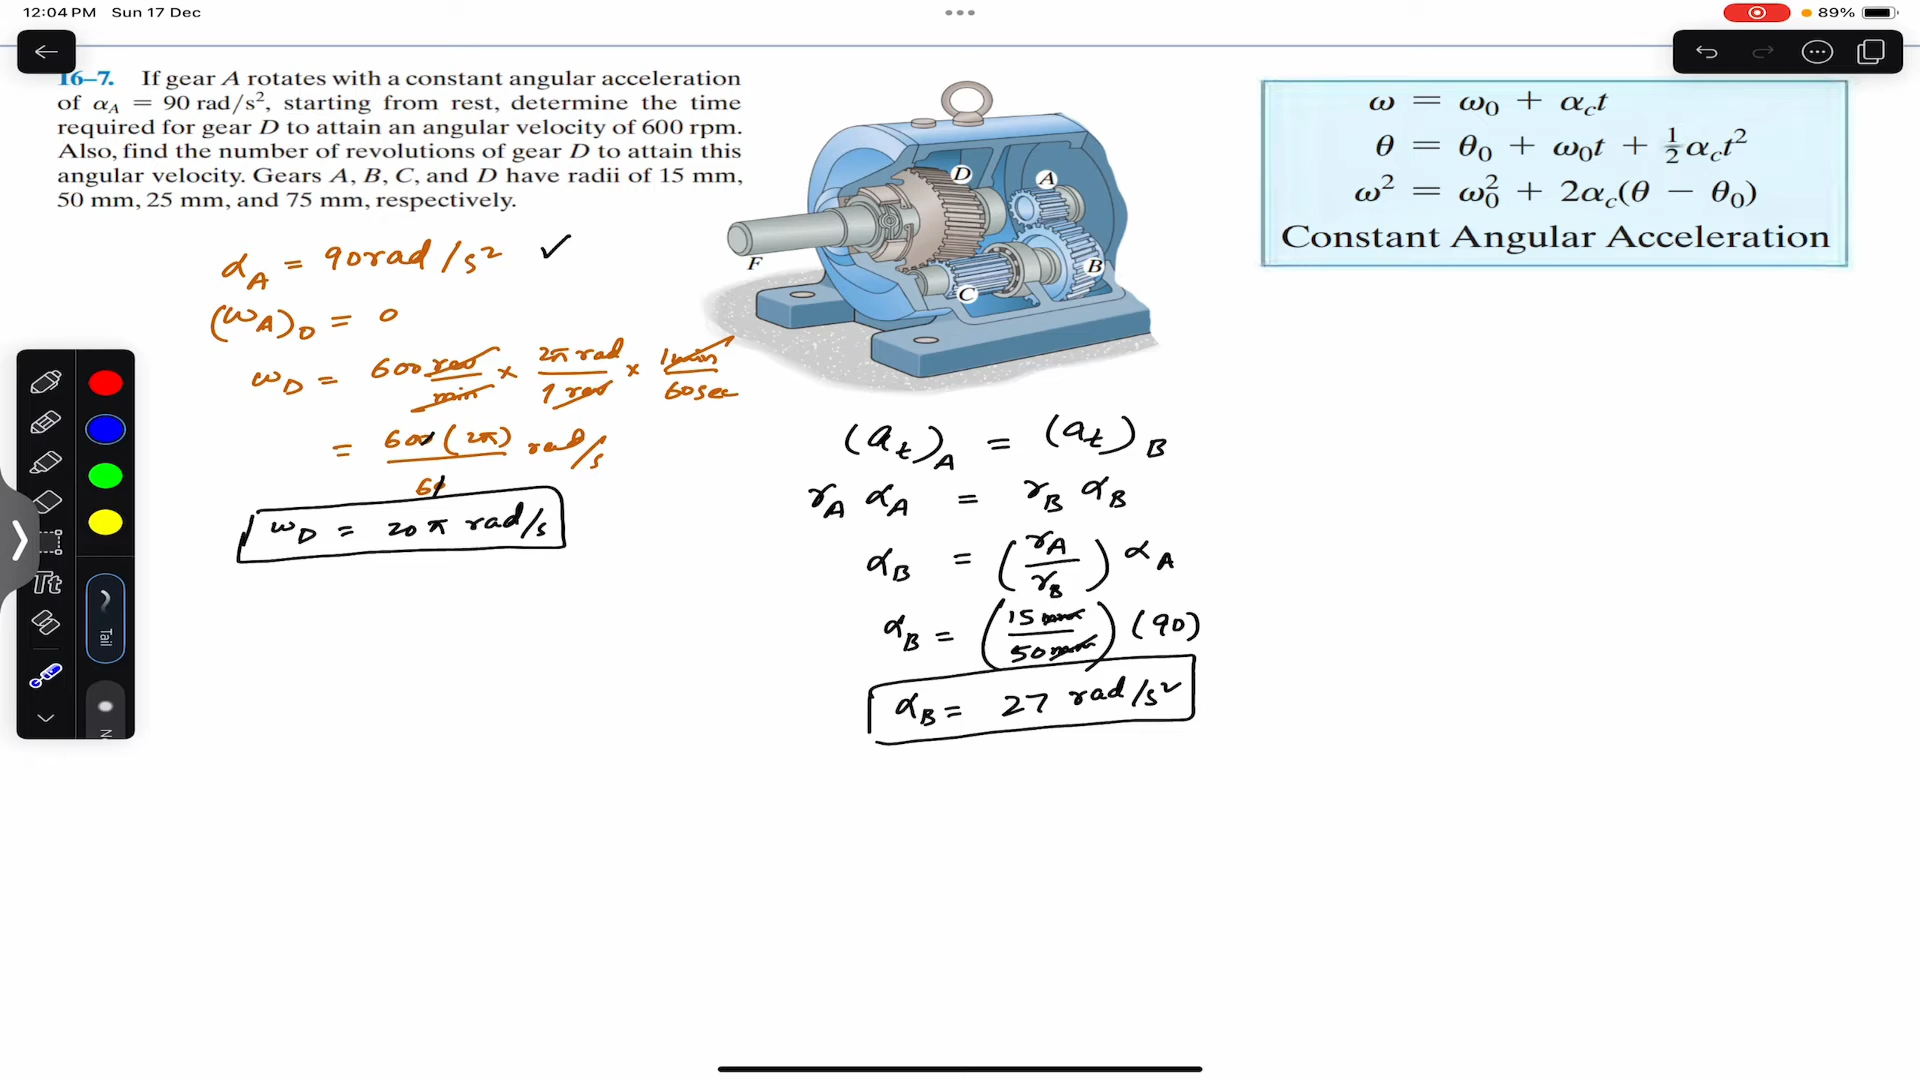 12:04 PM Sun 17 Dec
89%
16–7. If gear A rotates with a constant angular acceleration
of α_A = 90 rad/s², starting from rest, determine the time
required for gear D to attain an angular velocity of 600 rpm.
Also, find the number of revolutions of gear D to attain this
angular velocity. Gears A, B, C, and D have radii of 15 mm,
50 mm, 25 mm, and 75 mm, respectively.
D
A
F
B
C
ω = ω₀ + α_c t
θ = θ₀ + ω₀t + ½ α_c t²
ω² = ω₀² + 2α_c(θ − θ₀)
Constant Angular Acceleration
α_A = 90 rad/s² ✓
(ω_A)₀ = 0
ω_D = 600 rev/min × 2π rad/1 rev × 1 min/60 sec
= 600 (2π)/60 rad/s
ω_D = 20 π rad/s
(a_t)_A = (a_t)_B
r_A α_A = r_B α_B
α_B = (r_A/r_B) α_A
α_B = (15 mm/50 mm) (90)
α_B = 27 rad/s²
Tt
Tail